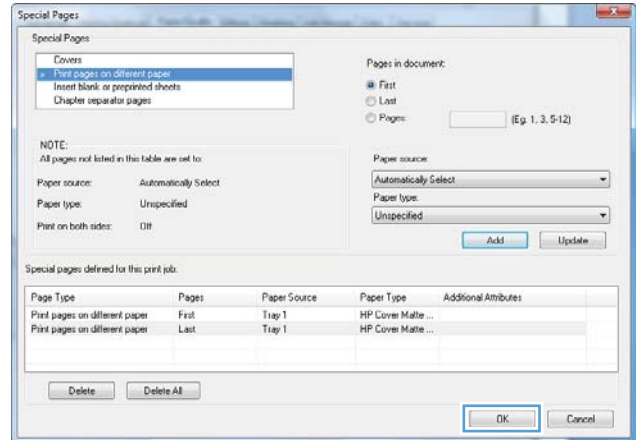 Special Pages
Special Pages
Covers
Print pages on different paper
Insert blank or preprinted sheets
Chapter separator pages
Pages in document:
First
Last
Pages: (Eg. 1, 3, 5-12)
NOTE:
All pages not listed in this table are set to:
Paper source: Automatically Select
Paper type: Unspecified
Print on both sides: Off
Paper source:
Automatically Select
Paper type:
Unspecified
Add Update
Special pages defined for this print job:
Page Type Pages Paper Source Paper Type Additional Attributes
Print pages on different paper First Tray 1 HP Cover Matte ...
Print pages on different paper Last Tray 1 HP Cover Matte ...
Delete Delete All
OK Cancel